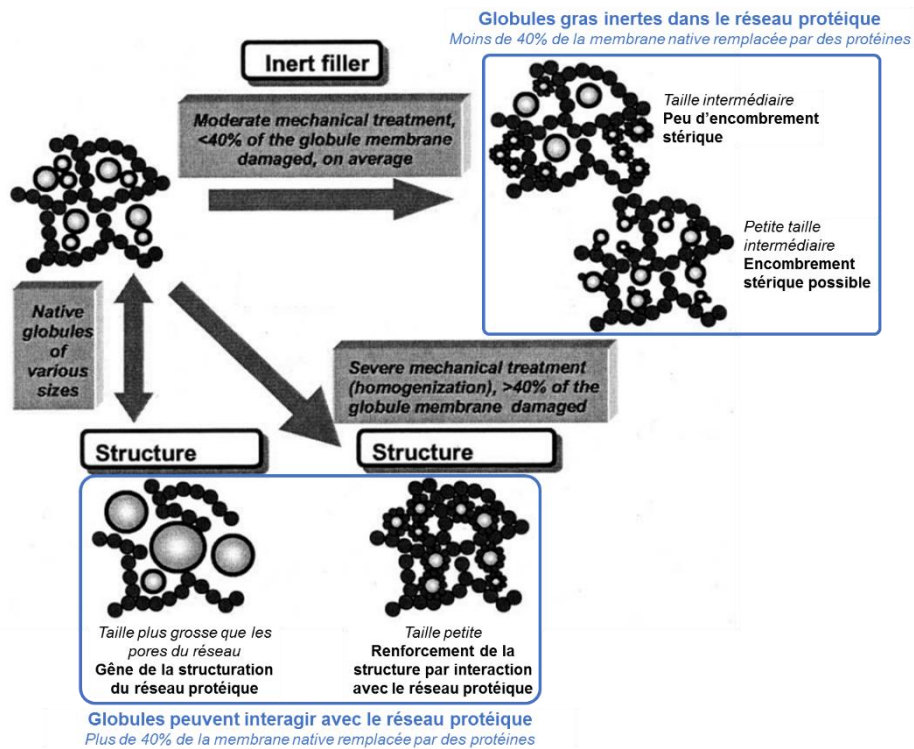 Globules gras inertes dans le réseau protéique
Moins de 40% de la membrane native remplacée par des protéines
Inert filler
Moderate mechanical treatment,
<40% of the globule membrane
damaged, on average
Taille intermédiaire
Peu d'encombrement
stérique
Petite taille
intermédiaire
Encombrement
stérique possible
Native
globules
of
various
sizes
Severe mechanical treatment
(homogenization), >40% of the
globule membrane damaged
Structure
Structure
Taille plus grosse que les
pores du réseau
Gêne de la structuration
du réseau protéique
Taille petite
Renforcement de la
structure par interaction
avec le réseau protéique
Globules peuvent interagir avec le réseau protéique
Plus de 40% de la membrane native remplacée par des protéines